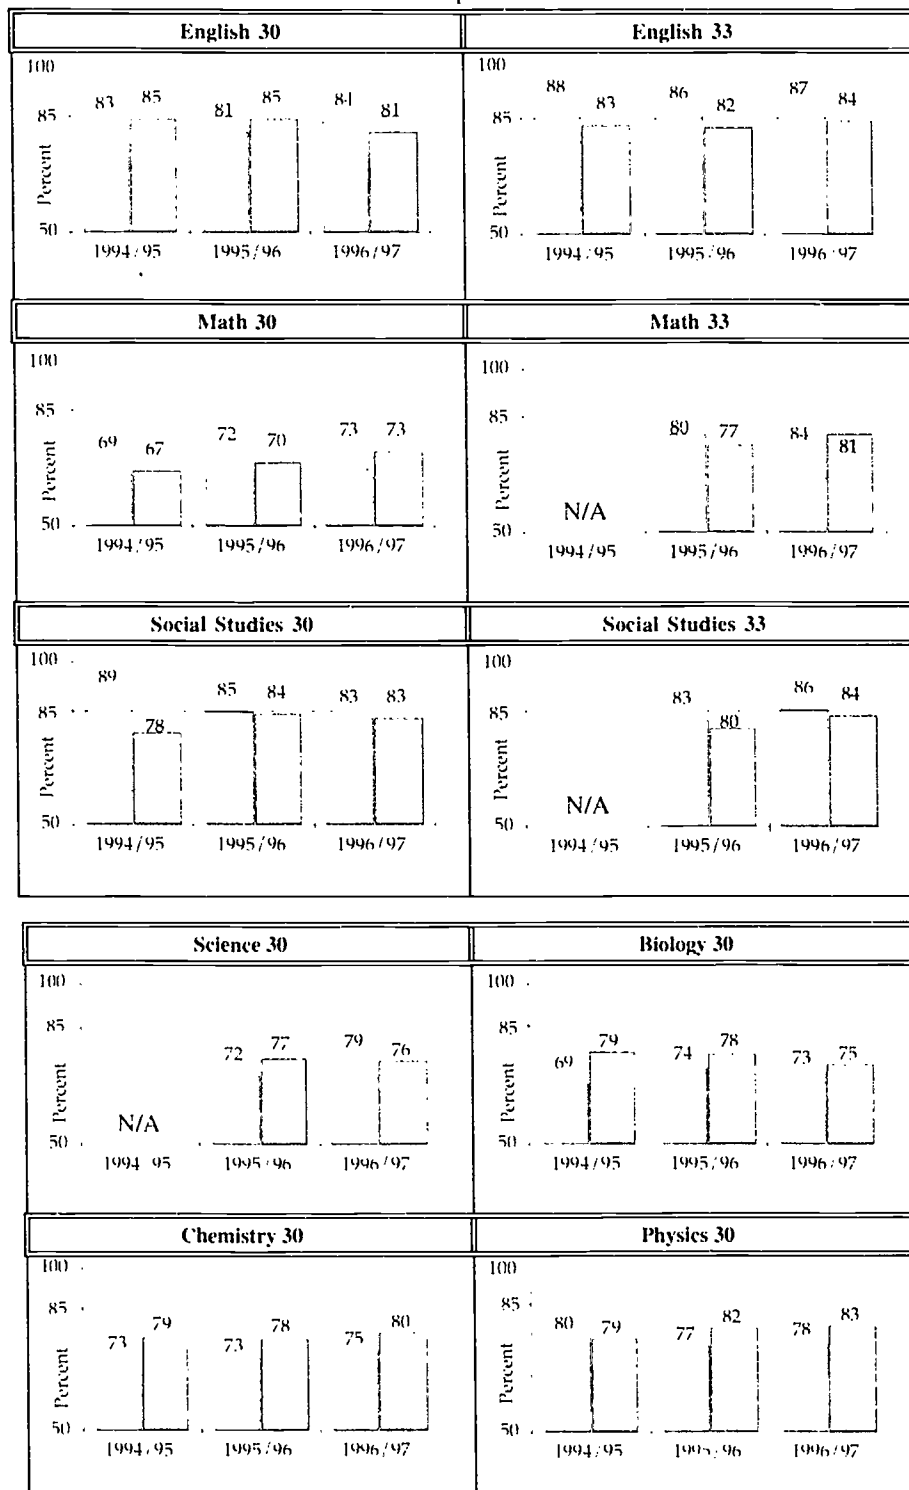 English 30
English 33
100
83 85 81 85 84 81
85
Percent
50
1994/95 1995/96 1996/97
100
88 83 86 82 87 84
85
Percent
50
1994/95 1995/96 1996/97
Math 30
Math 33
100
85
69 67 72 70 73 73
Percent
50
1994/95 1995/96 1996/97
100
85
80 77 84 81
Percent
N/A
50
1994/95 1995/96 1996/97
Social Studies 30
Social Studies 33
100
89 78 85 84 83 83
85
Percent
50
1994/95 1995/96 1996/97
100
83 80 86 84
85
Percent
N/A
50
1994/95 1995/96 1996/97
Science 30
Biology 30
100
85
72 77 79 76
Percent
N/A
50
1994 95 1995/96 1996/97
100
85
69 79 74 78 73 75
Percent
50
1994/95 1995/96 1996/97
Chemistry 30
Physics 30
100
85
73 79 73 78 75 80
Percent
50
1994/95 1995/96 1996/97
100
85
80 79 77 82 78 83
Percent
50
1994/95 1995/96 1996/97